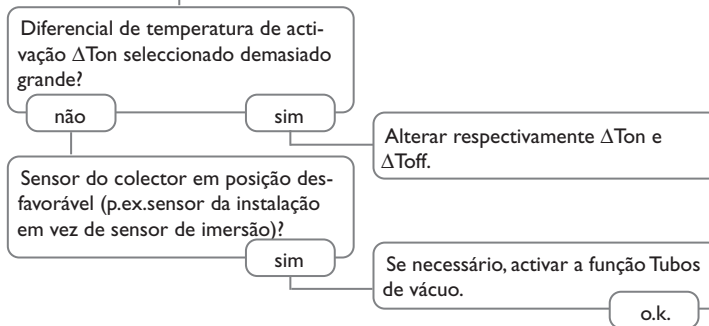 Diferencial de temperatura de acti-
vação ΔTon seleccionado demasiado
grande?
não
sim
Alterar respectivamente ΔTon e
ΔToff.
Sensor do colector em posição des-
favorável (p.ex.sensor da instalação
em vez de sensor de imersão)?
sim
Se necessário, activar a função Tubos
de vácuo.
o.k.